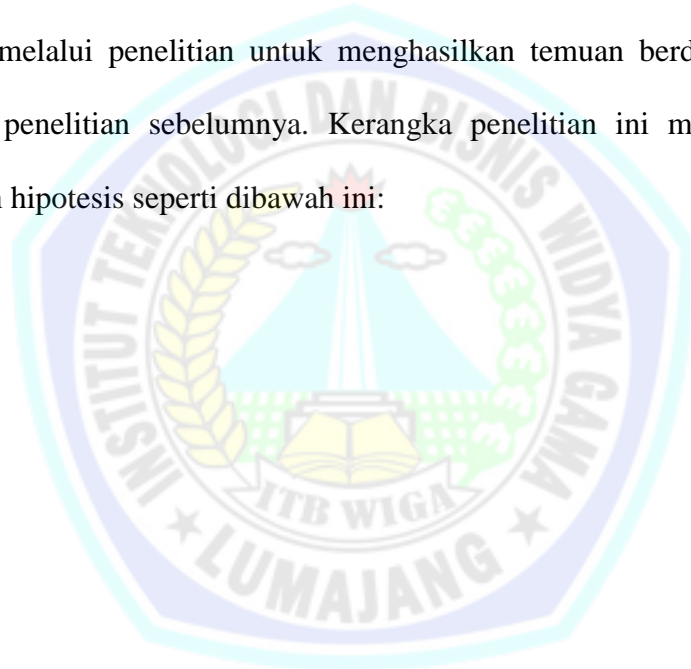 melalui penelitian untuk menghasilkan temuan
penelitian sebelumnya. Kerangka penelitian ini
hipotesis seperti dibawah ini:
INSTITUT TEKNOLOGI DAN BISNIS WIDYA GAMA
ITB WIGA
LUMAJANG